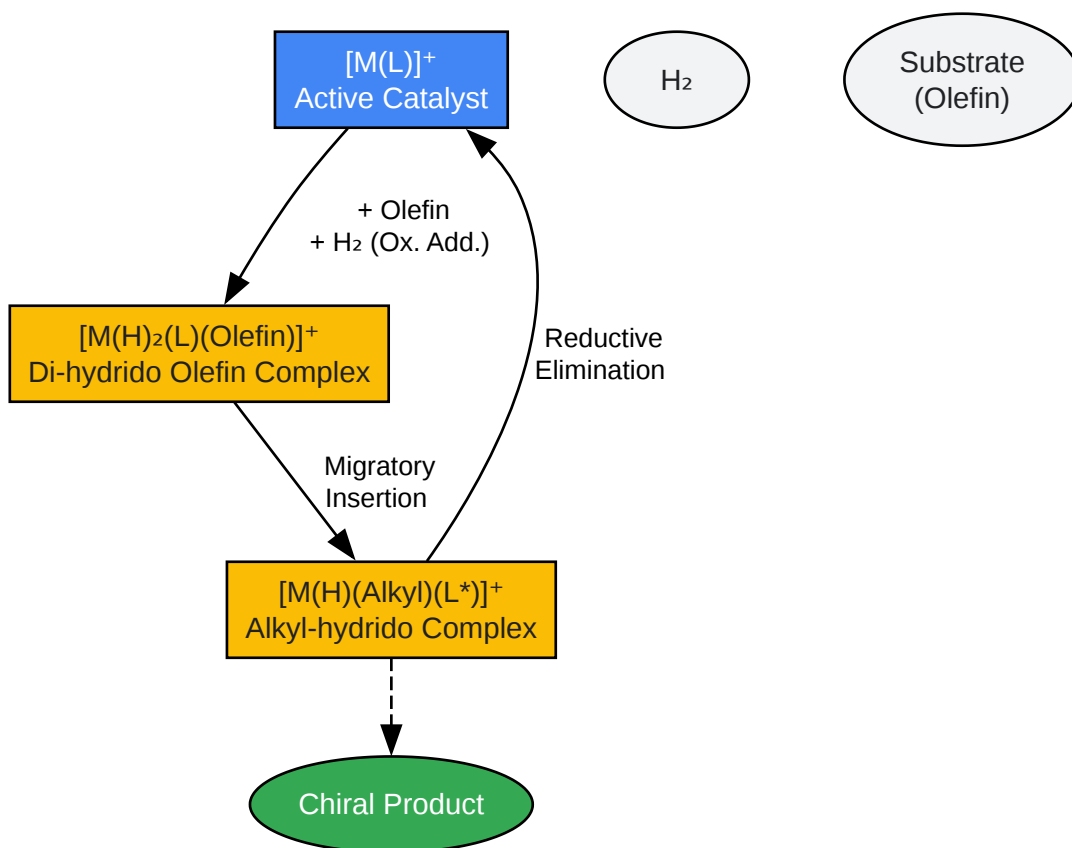 [M(L)]⁺
Active Catalyst
H₂
Substrate
(Olefin)
+ Olefin
+ H₂ (Ox. Add.)
[M(H)₂(L)(Olefin)]⁺
Di-hydrido Olefin Complex
Reductive
Elimination
Migratory
Insertion
[M(H)(Alkyl)(L*)]⁺
Alkyl-hydrido Complex
Chiral Product